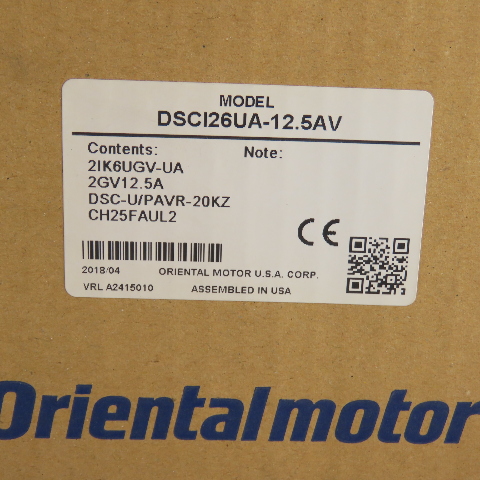 MODEL
DSCI26UA-12.5AV
Contents: Note:
2IK6UGV-UA
2GV12.5A
DSC-U/PAVR-20KZ
CH25FAUL2
CE
2018/04 ORIENTAL MOTOR U.S.A. CORP.
VRL A2415010 ASSEMBLED IN USA
Orientalmotor